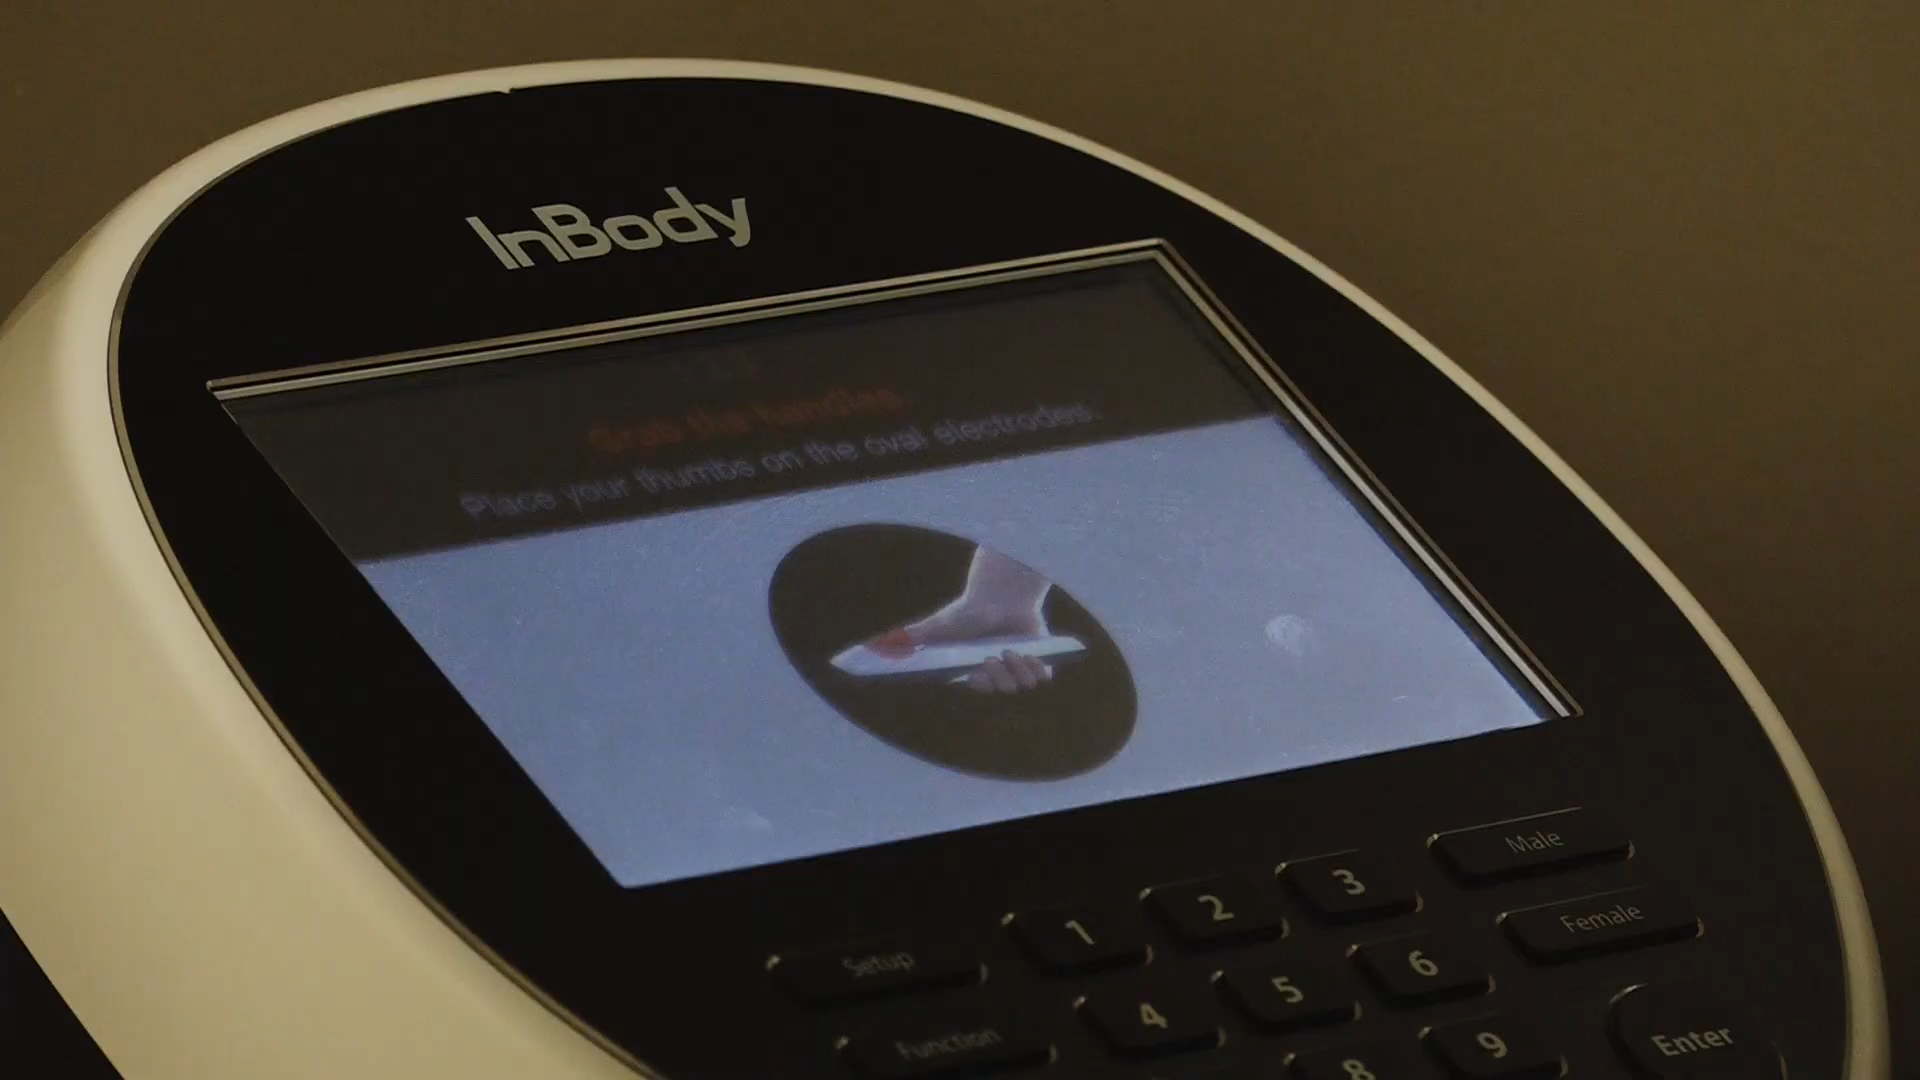 InBody
Grab the handles
Place your thumbs on the oval electrodes.
Male
1 2 3
Female
Setup
4 5 6
Function
8 9
Enter